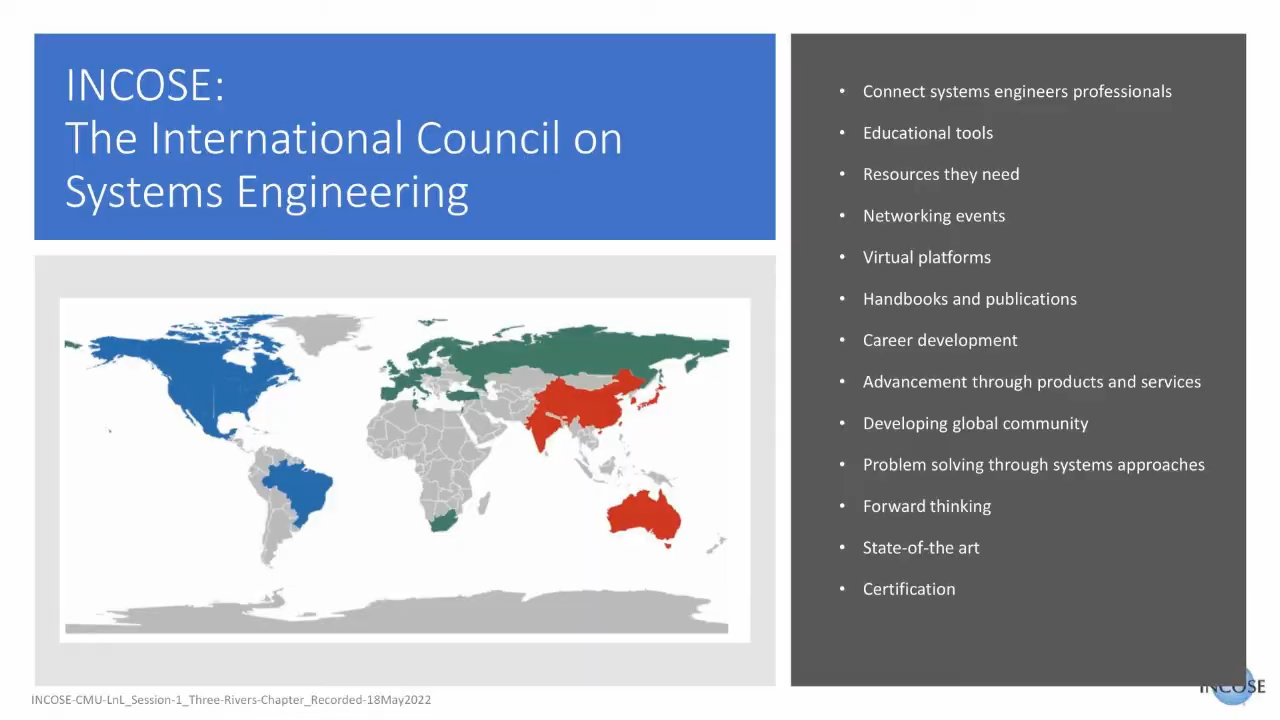 INCOSE:
The International Council on
Systems Engineering
• Connect systems engineers professionals
• Educational tools
• Resources they need
• Networking events
• Virtual platforms
• Handbooks and publications
• Career development
• Advancement through products and services
• Developing global community
• Problem solving through systems approaches
• Forward thinking
• State-of-the art
• Certification
INCOSE-CMU-LnL_Session-1_Three-Rivers-Chapter_Recorded-18May2022
INCOSE